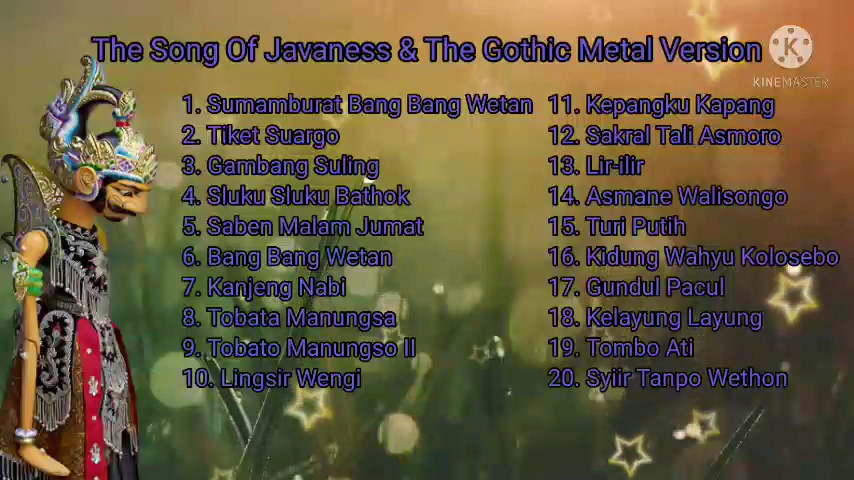 The Song Of Javaness & The Gothic Metal Version
K
KINEMASTER
1. Sumamburat Bang Bang Wetan
2. Tiket Suargo
3. Gambang Suling
4. Sluku Sluku Bathok
5. Saben Malam Jumat
6. Bang Bang Wetan
7. Kanjeng Nabi
8. Tobata Manungsa
9. Tobato Manungso II
10. Lingsir Wengi
11. Kepangku Kapang
12. Sakral Tali Asmoro
13. Lir-ilir
14. Asmane Walisongo
15. Turi Putih
16. Kidung Wahyu Kolosebo
17. Gundul Pacul
18. Kelayung Layung
19. Tombo Ati
20. Syiir Tanpo Wethon